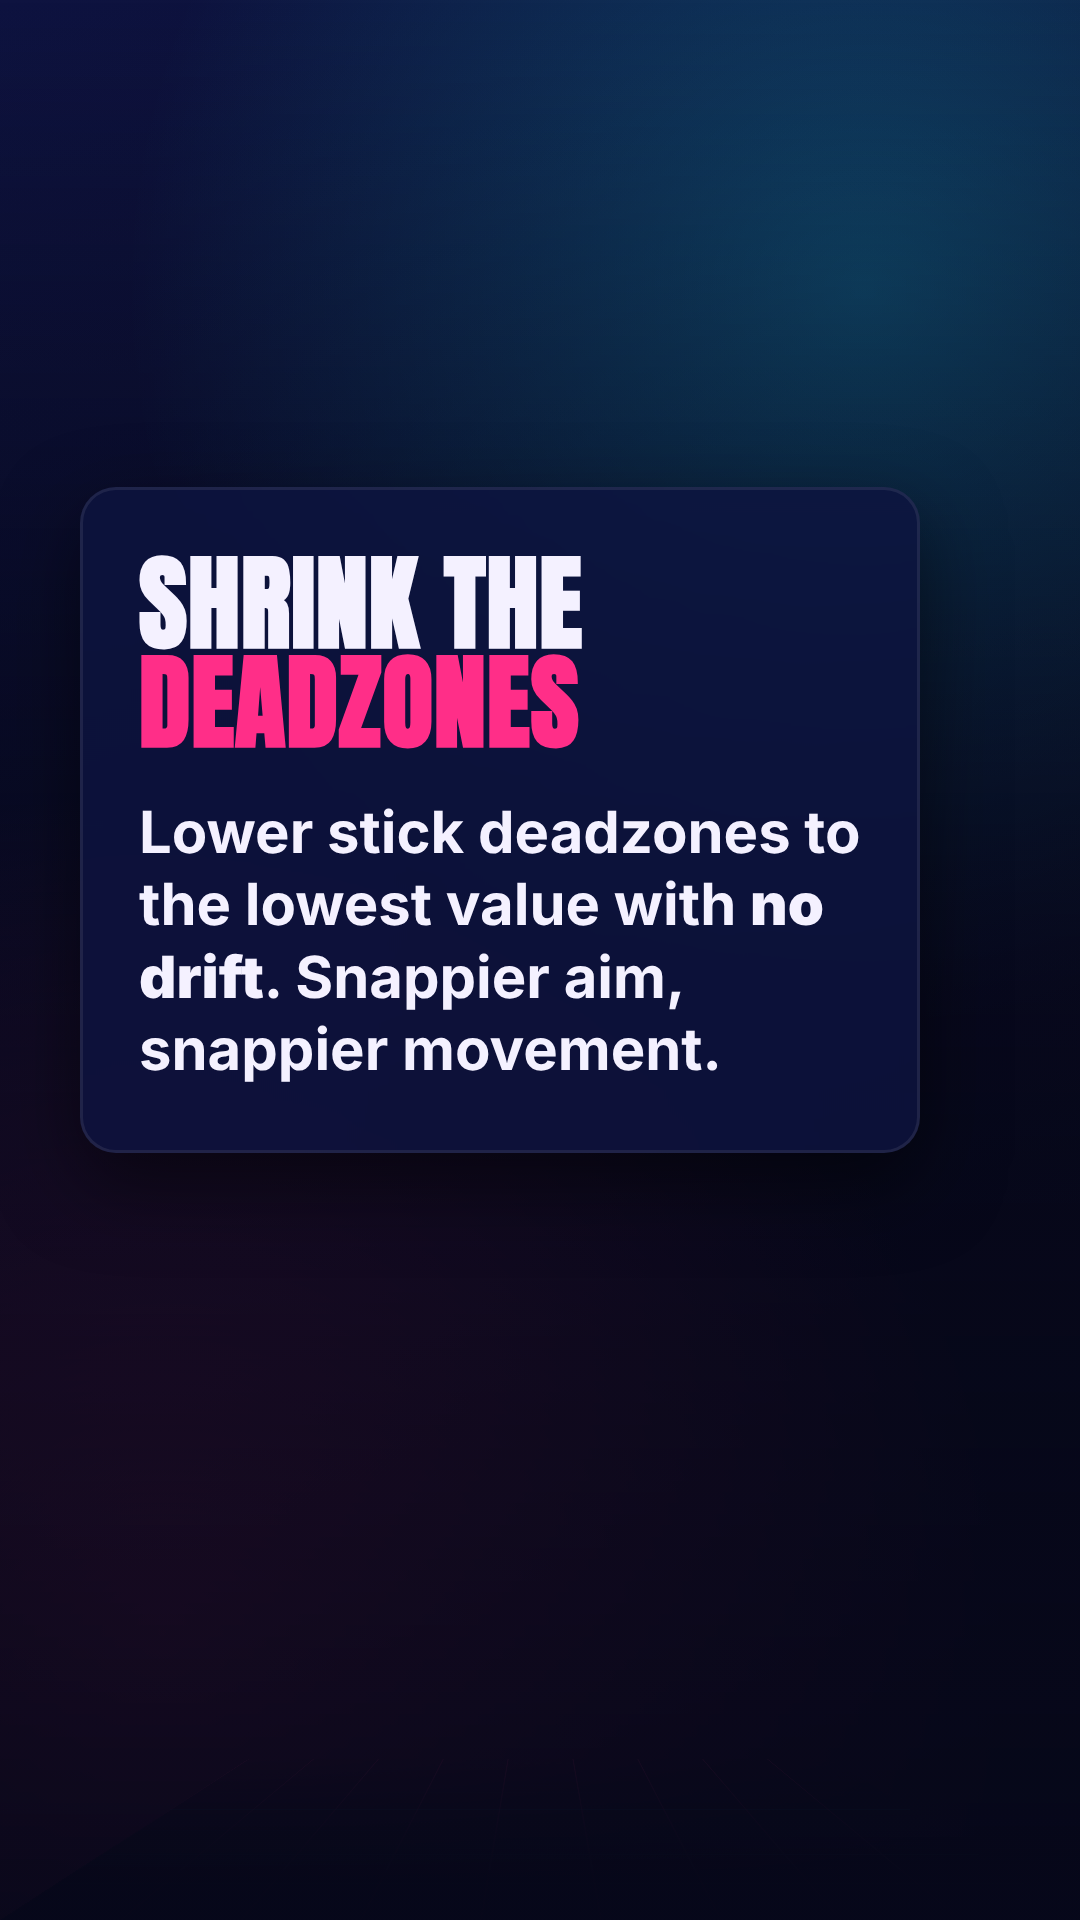 SHRINK THE
DEADZONES
Lower stick deadzones to
the lowest value with no
drift. Snappier aim,
snappier movement.